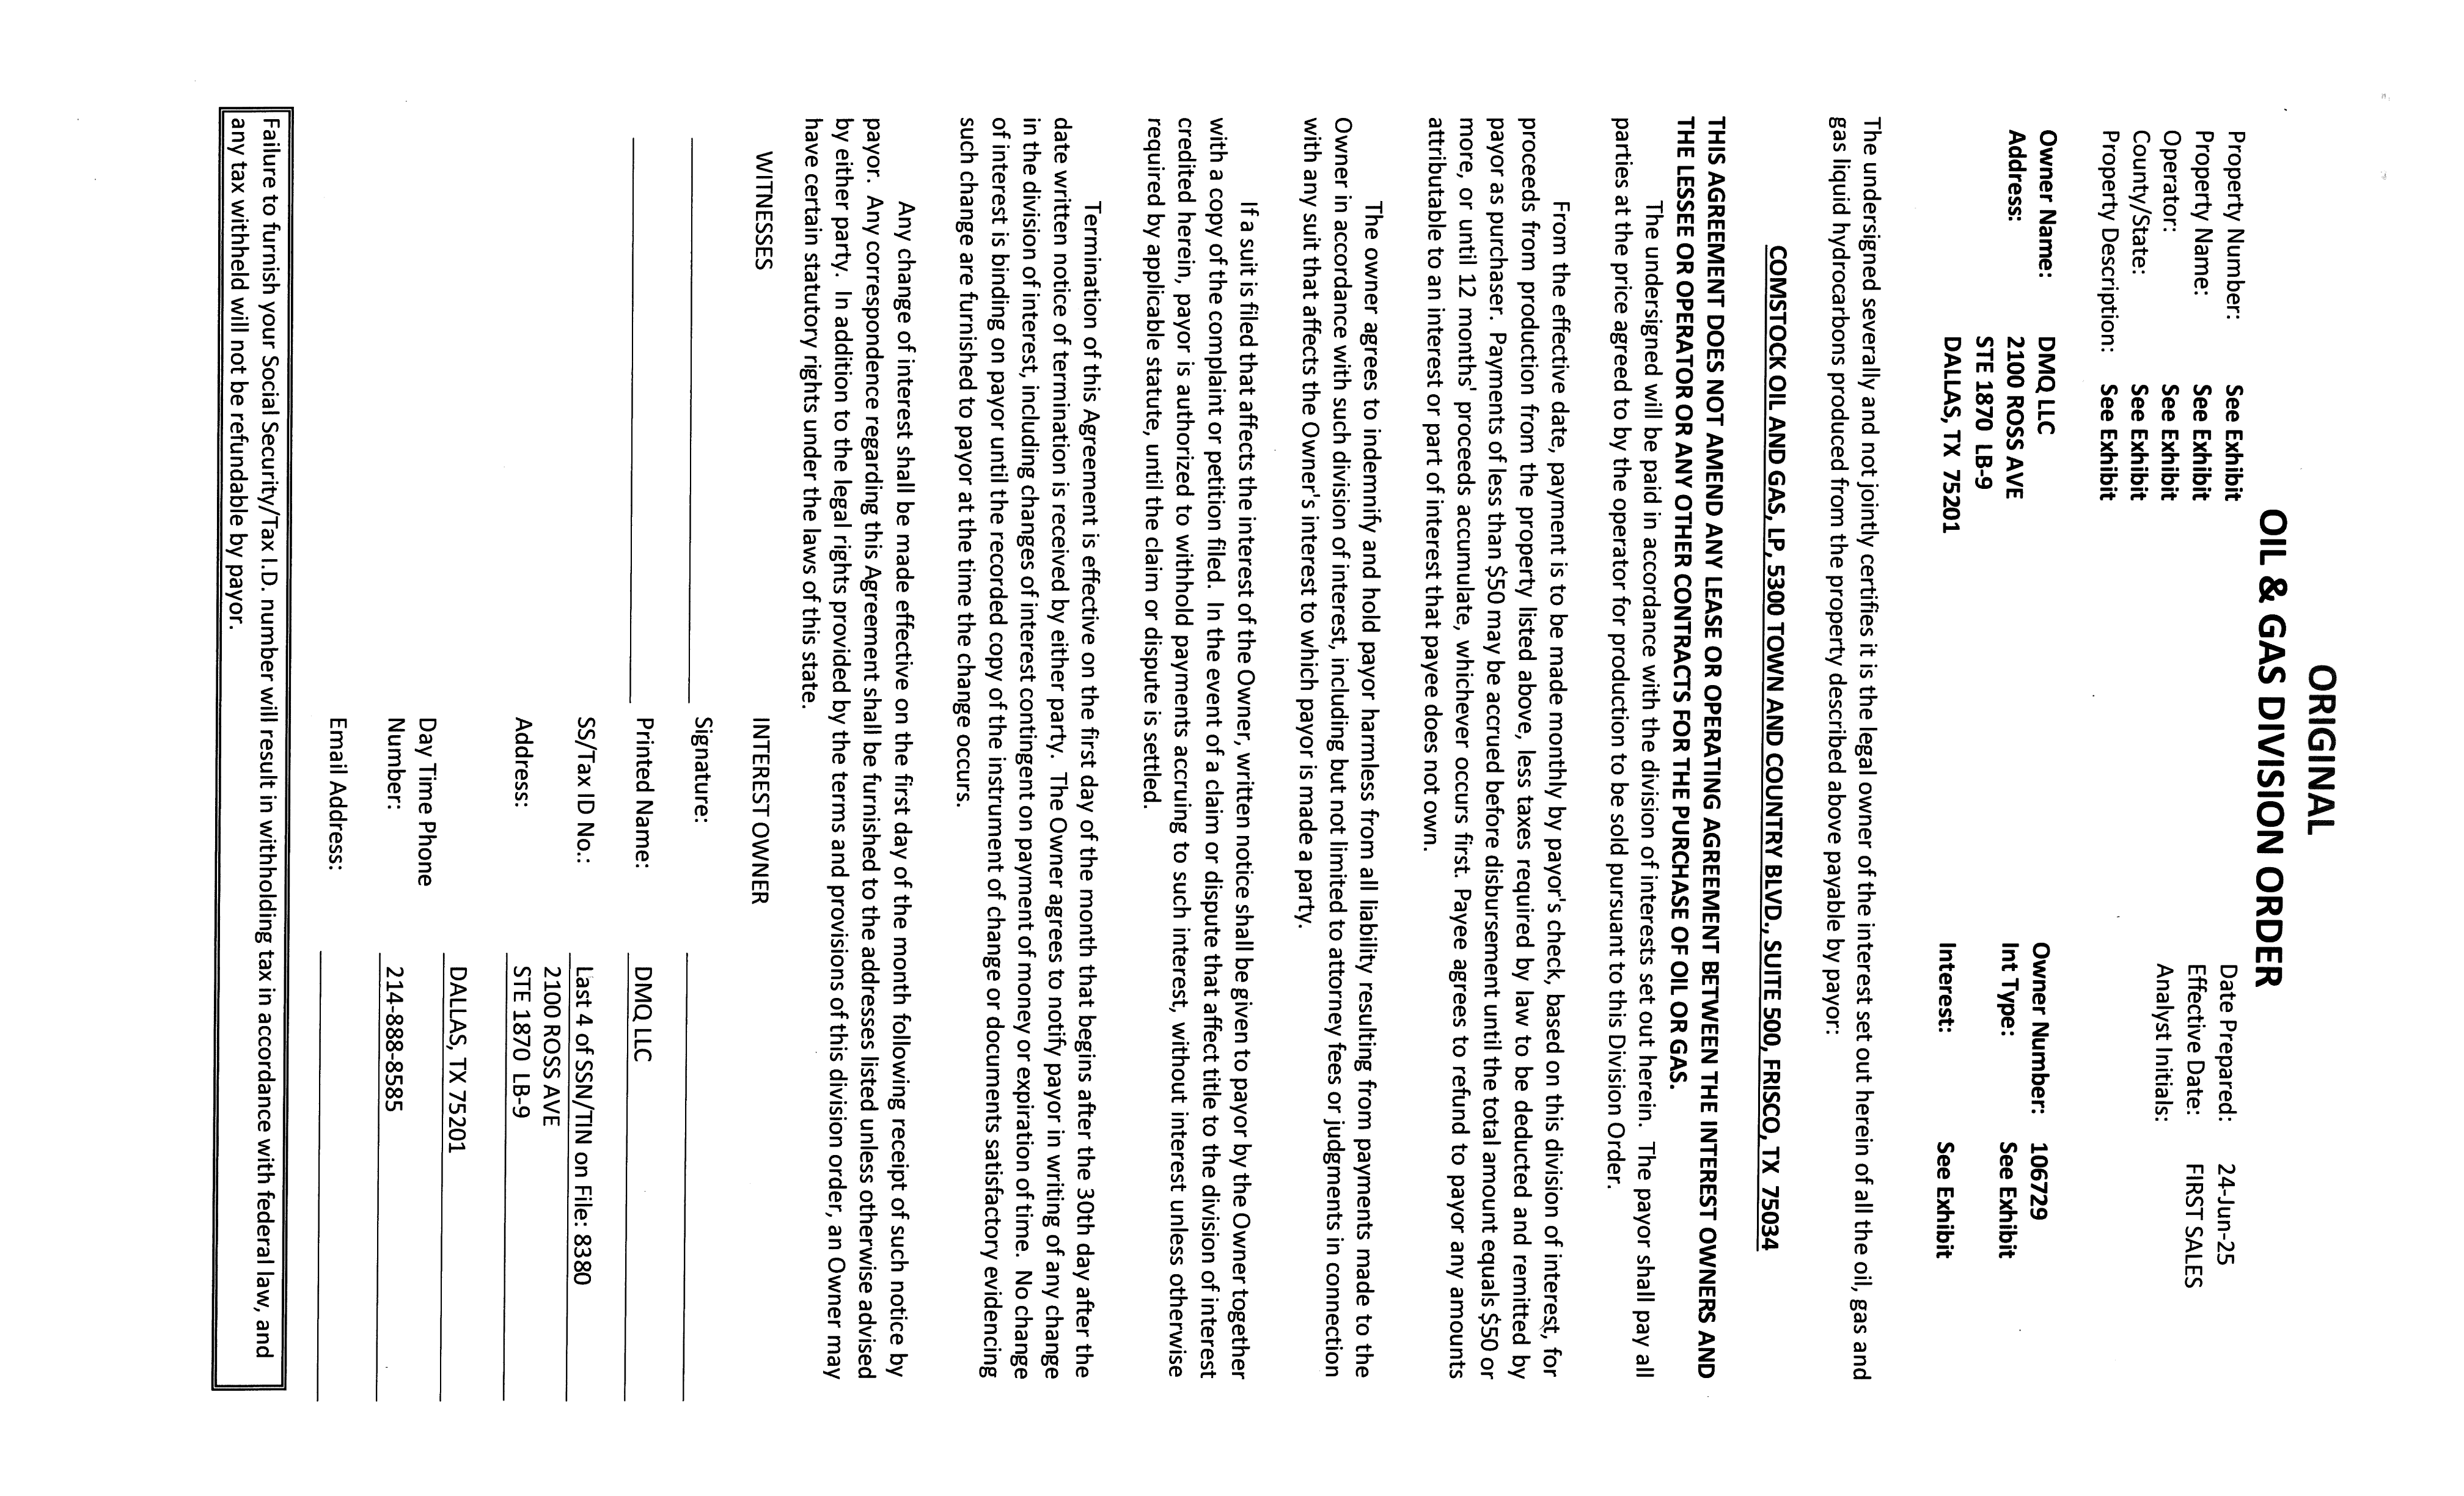 ORIGINAL
OIL & GAS DIVISION ORDER
Property Number: See Exhibit Date Prepared: 24-Jun-25
Property Name: See Exhibit Effective Date: FIRST SALES
Operator: See Exhibit Analyst Initials:
County/State: See Exhibit
Property Description: See Exhibit
Owner Name: DMQ LLC Owner Number: 106729
Address: 2100 ROSS AVE Int Type: See Exhibit
STE 1870 LB-9
DALLAS, TX 75201 Interest: See Exhibit
The undersigned severally and not jointly certifies it is the legal owner of the interest set out herein of all the oil, gas and
gas liquid hydrocarbons produced from the property described above payable by payor:
COMSTOCK OIL AND GAS, LP, 5300 TOWN AND COUNTRY BLVD., SUITE 500, FRISCO, TX 75034
THIS AGREEMENT DOES NOT AMEND ANY LEASE OR OPERATING AGREEMENT BETWEEN THE INTEREST OWNERS AND
THE LESSEE OR OPERATOR OR ANY OTHER CONTRACTS FOR THE PURCHASE OF OIL OR GAS.
The undersigned will be paid in accordance with the division of interests set out herein. The payor shall pay all
parties at the price agreed to by the operator for production to be sold pursuant to this Division Order.
From the effective date, payment is to be made monthly by payor's check, based on this division of interest, for
proceeds from production from the property listed above, less taxes required by law to be deducted and remitted by
payor as purchaser. Payments of less than $50 may be accrued before disbursement until the total amount equals $50 or
more, or until 12 months' proceeds accumulate, whichever occurs first. Payee agrees to refund to payor any amounts
attributable to an interest or part of interest that payee does not own.
The owner agrees to indemnify and hold payor harmless from all liability resulting from payments made to the
Owner in accordance with such division of interest, including but not limited to attorney fees or judgments in connection
with any suit that affects the Owner's interest to which payor is made a party.
If a suit is filed that affects the interest of the Owner, written notice shall be given to payor by the Owner together
with a copy of the complaint or petition filed. In the event of a claim or dispute that affect title to the division of interest
credited herein, payor is authorized to withhold payments accruing to such interest, without interest unless otherwise
required by applicable statute, until the claim or dispute is settled.
Termination of this Agreement is effective on the first day of the month that begins after the 30th day after the
date written notice of termination is received by either party. The Owner agrees to notify payor in writing of any change
in the division of interest, including changes of interest contingent on payment of money or expiration of time. No change
of interest is binding on payor until the recorded copy of the instrument of change or documents satisfactory evidencing
such change are furnished to payor at the time the change occurs.
Any change of interest shall be made effective on the first day of the month following receipt of such notice by
payor. Any correspondence regarding this Agreement shall be furnished to the addresses listed unless otherwise advised
by either party. In addition to the legal rights provided by the terms and provisions of this division order, an Owner may
have certain statutory rights under the laws of this state.
WITNESSES INTEREST OWNER
Signature:
Printed Name: DMQ LLC
SS/Tax ID No.: Last 4 of SSN/TIN on File: 8380
2100 ROSS AVE
Address: STE 1870 LB-9
DALLAS, TX 75201
Day Time Phone
Number: 214-888-8585
Email Address:
Failure to furnish your Social Security/Tax I.D. number will result in withholding tax in accordance with federal law, and
any tax withheld will not be refundable by payor.